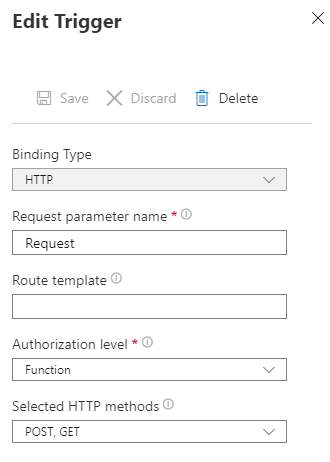 Edit Trigger
Save Discard Delete
Binding Type
HTTP
Request parameter name *
Request
Route template
Authorization level *
Function
Selected HTTP methods
POST, GET